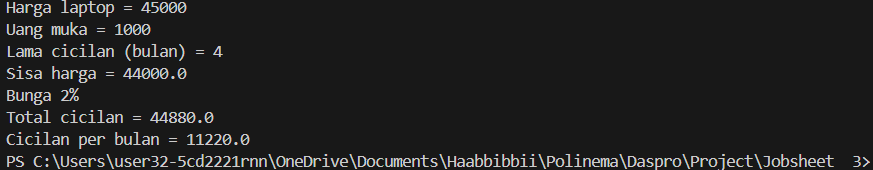 Harga laptop = 45000
Uang muka = 1000
Lama cicilan (bulan) = 4
Sisa harga = 44000.0
Bunga 2%
Total cicilan = 44880.0
Cicilan per bulan = 11220.0
PS C:\Users\user32-5cd2221rnn\OneDrive\Documents\Haabbibbii\Polinema\Daspro\Project\Jobsheet  3>